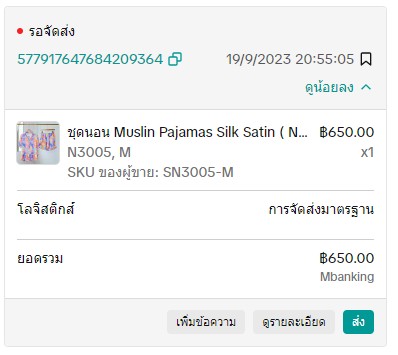 รอจัดส่ง
577917647684209364 19/9/2023 20:55:05
ดูน้อยลง
ชุดนอน Muslin Pajamas Silk Satin ( N... ฿650.00
N3005, M x1
SKU ของผู้ขาย: SN3005-M
โลจิสติกส์ การจัดส่งมาตรฐาน
ยอดรวม ฿650.00
Mbanking
เพิ่มข้อความ ดูรายละเอียด ส่ง